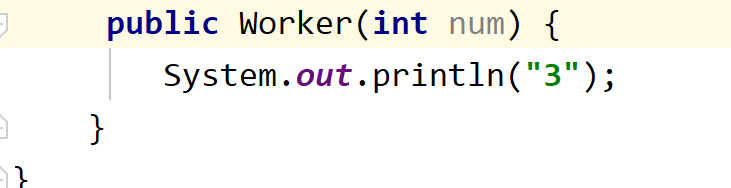 public Worker(int num) {
System.out.println("3");
}
}